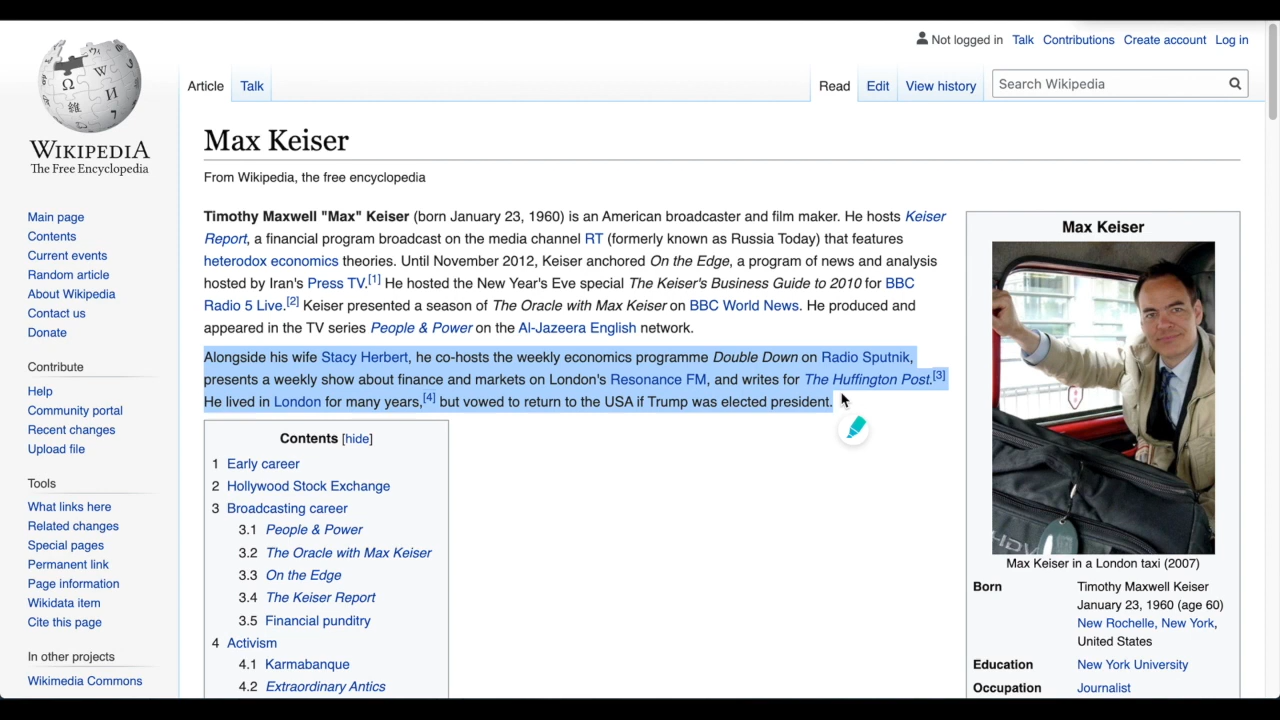 Not logged in Talk Contributions Create account Log in
Article Talk Read Edit View history Search Wikipedia
WIKIPEDIA
The Free Encyclopedia
Main page
Contents
Current events
Random article
About Wikipedia
Contact us
Donate
Contribute
Help
Community portal
Recent changes
Upload file
Tools
What links here
Related changes
Special pages
Permanent link
Page information
Wikidata item
Cite this page
In other projects
Wikimedia Commons
Max Keiser
From Wikipedia, the free encyclopedia
Timothy Maxwell "Max" Keiser (born January 23, 1960) is an American broadcaster and film maker. He hosts Keiser
Report, a financial program broadcast on the media channel RT (formerly known as Russia Today) that features
heterodox economics theories. Until November 2012, Keiser anchored On the Edge, a program of news and analysis
hosted by Iran's Press TV.[1] He hosted the New Year's Eve special The Keiser's Business Guide to 2010 for BBC
Radio 5 Live.[2] Keiser presented a season of The Oracle with Max Keiser on BBC World News. He produced and
appeared in the TV series People & Power on the Al-Jazeera English network.
Alongside his wife Stacy Herbert, he co-hosts the weekly economics programme Double Down on Radio Sputnik,
presents a weekly show about finance and markets on London's Resonance FM, and writes for The Huffington Post.[3]
He lived in London for many years,[4] but vowed to return to the USA if Trump was elected president.
Contents [hide]
1 Early career
2 Hollywood Stock Exchange
3 Broadcasting career
3.1 People & Power
3.2 The Oracle with Max Keiser
3.3 On the Edge
3.4 The Keiser Report
3.5 Financial punditry
4 Activism
4.1 Karmabanque
4.2 Extraordinary Antics
Max Keiser
Max Keiser in a London taxi (2007)
Born Timothy Maxwell Keiser
January 23, 1960 (age 60)
New Rochelle, New York,
United States
Education New York University
Occupation Journalist